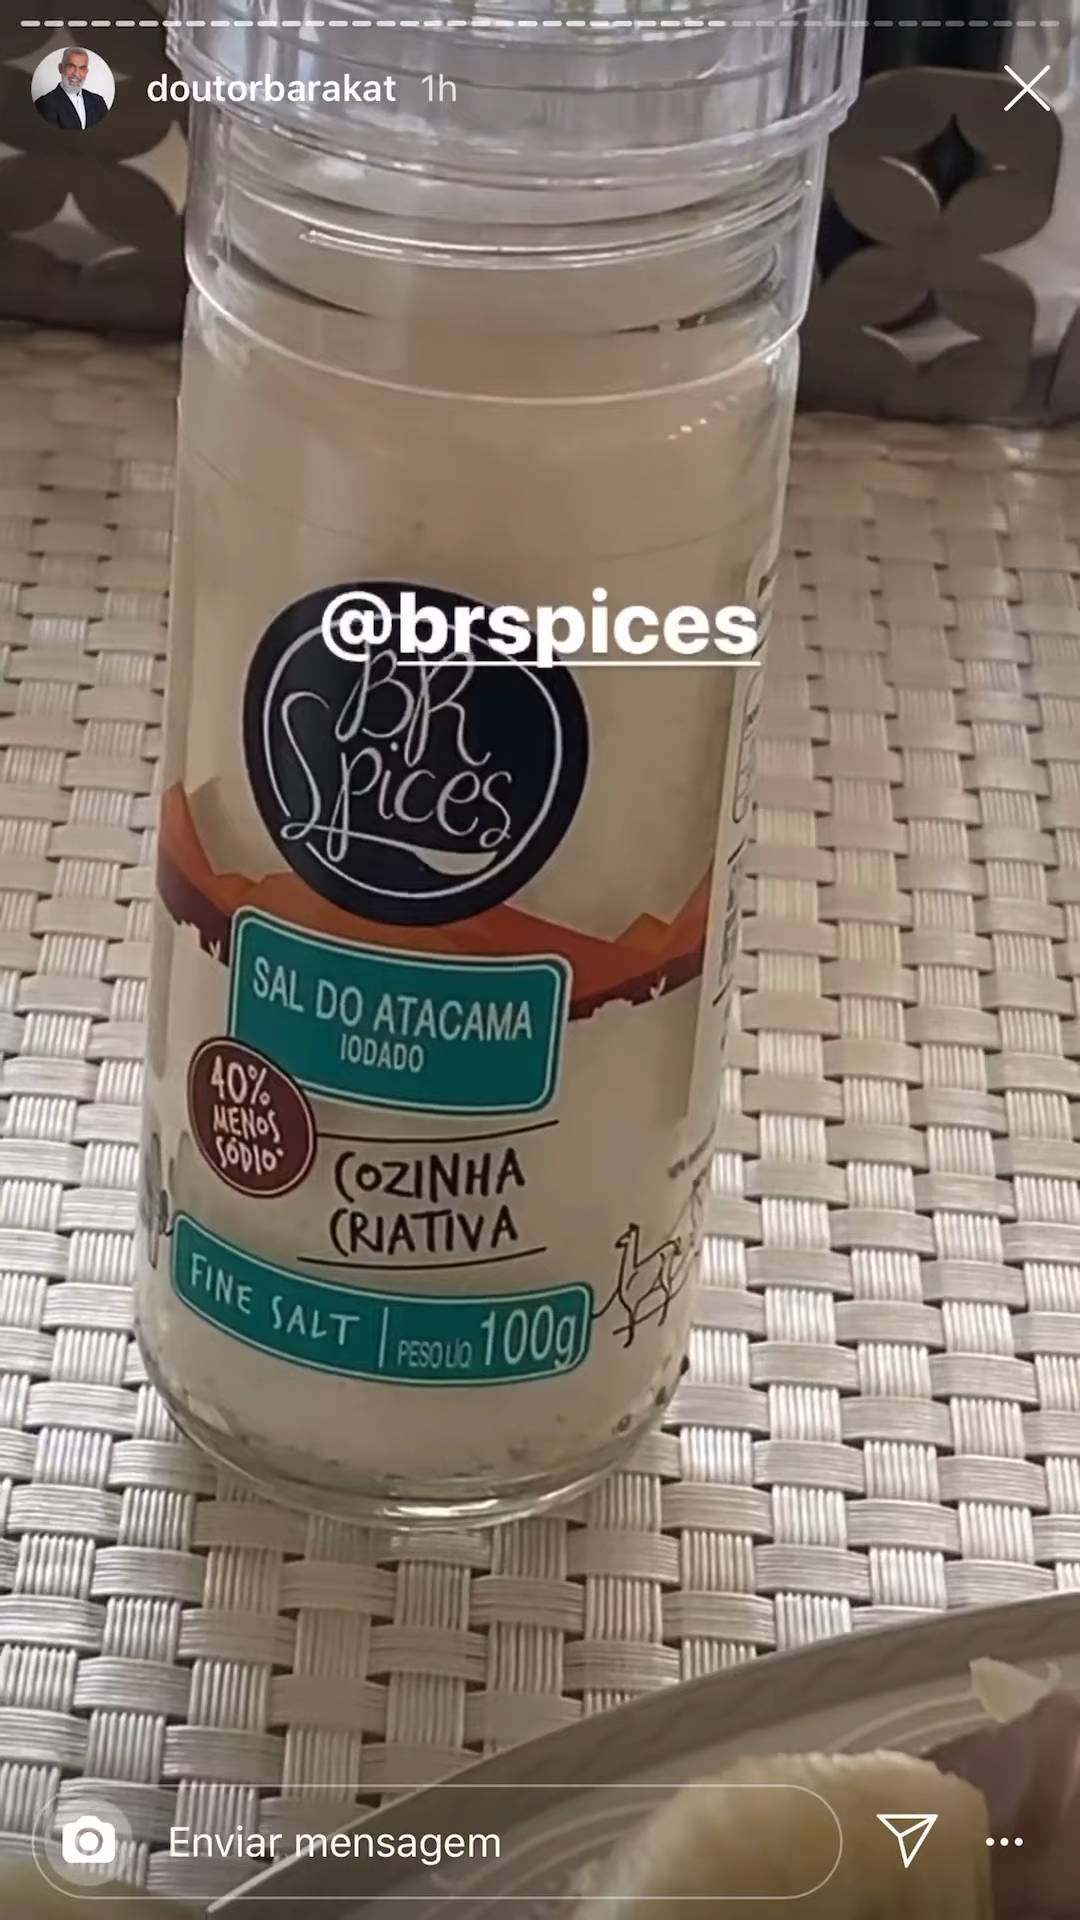 doutorbarakat 1h
@brspices
BR
Spices
SAL DO ATACAMA
IODADO
40%
MENOS
SÓDIO*
COZINHA
CRIATIVA
FINE SALT | PESO LÍQ. 100g
Enviar mensagem